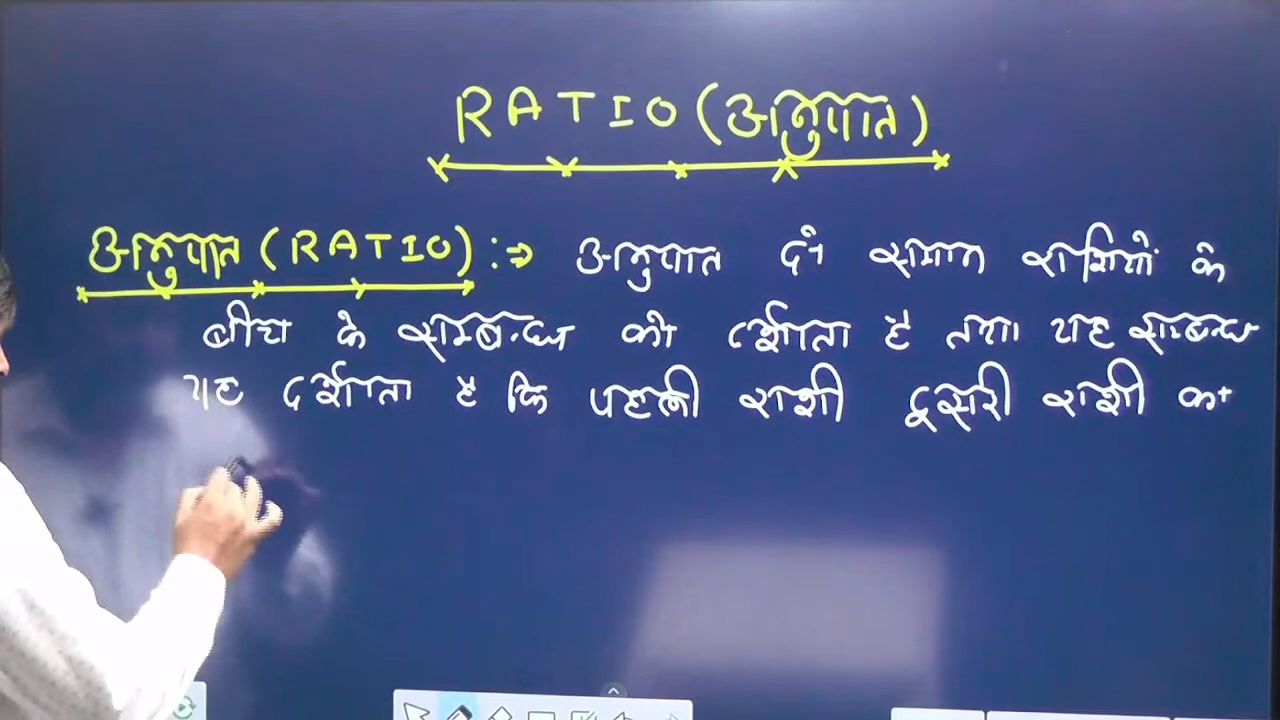 RATIO (अनुपात)
अनुपात (RATIO) :⇒ अनुपात दो समान राशियों के
बीच के सम्बन्ध को दर्शाता है तथा यह सम्बन्ध
यह दर्शाता है कि पहली राशी दूसरी राशी का